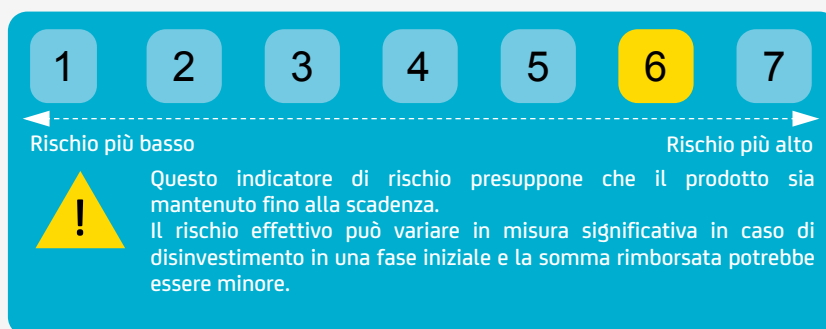 1 2 3 4 5 6 7
Rischio più basso Rischio più alto
!
Questo indicatore di rischio presuppone che il prodotto sia
mantenuto fino alla scadenza.
Il rischio effettivo può variare in misura significativa in caso di
disinvestimento in una fase iniziale e la somma rimborsata potrebbe
essere minore.